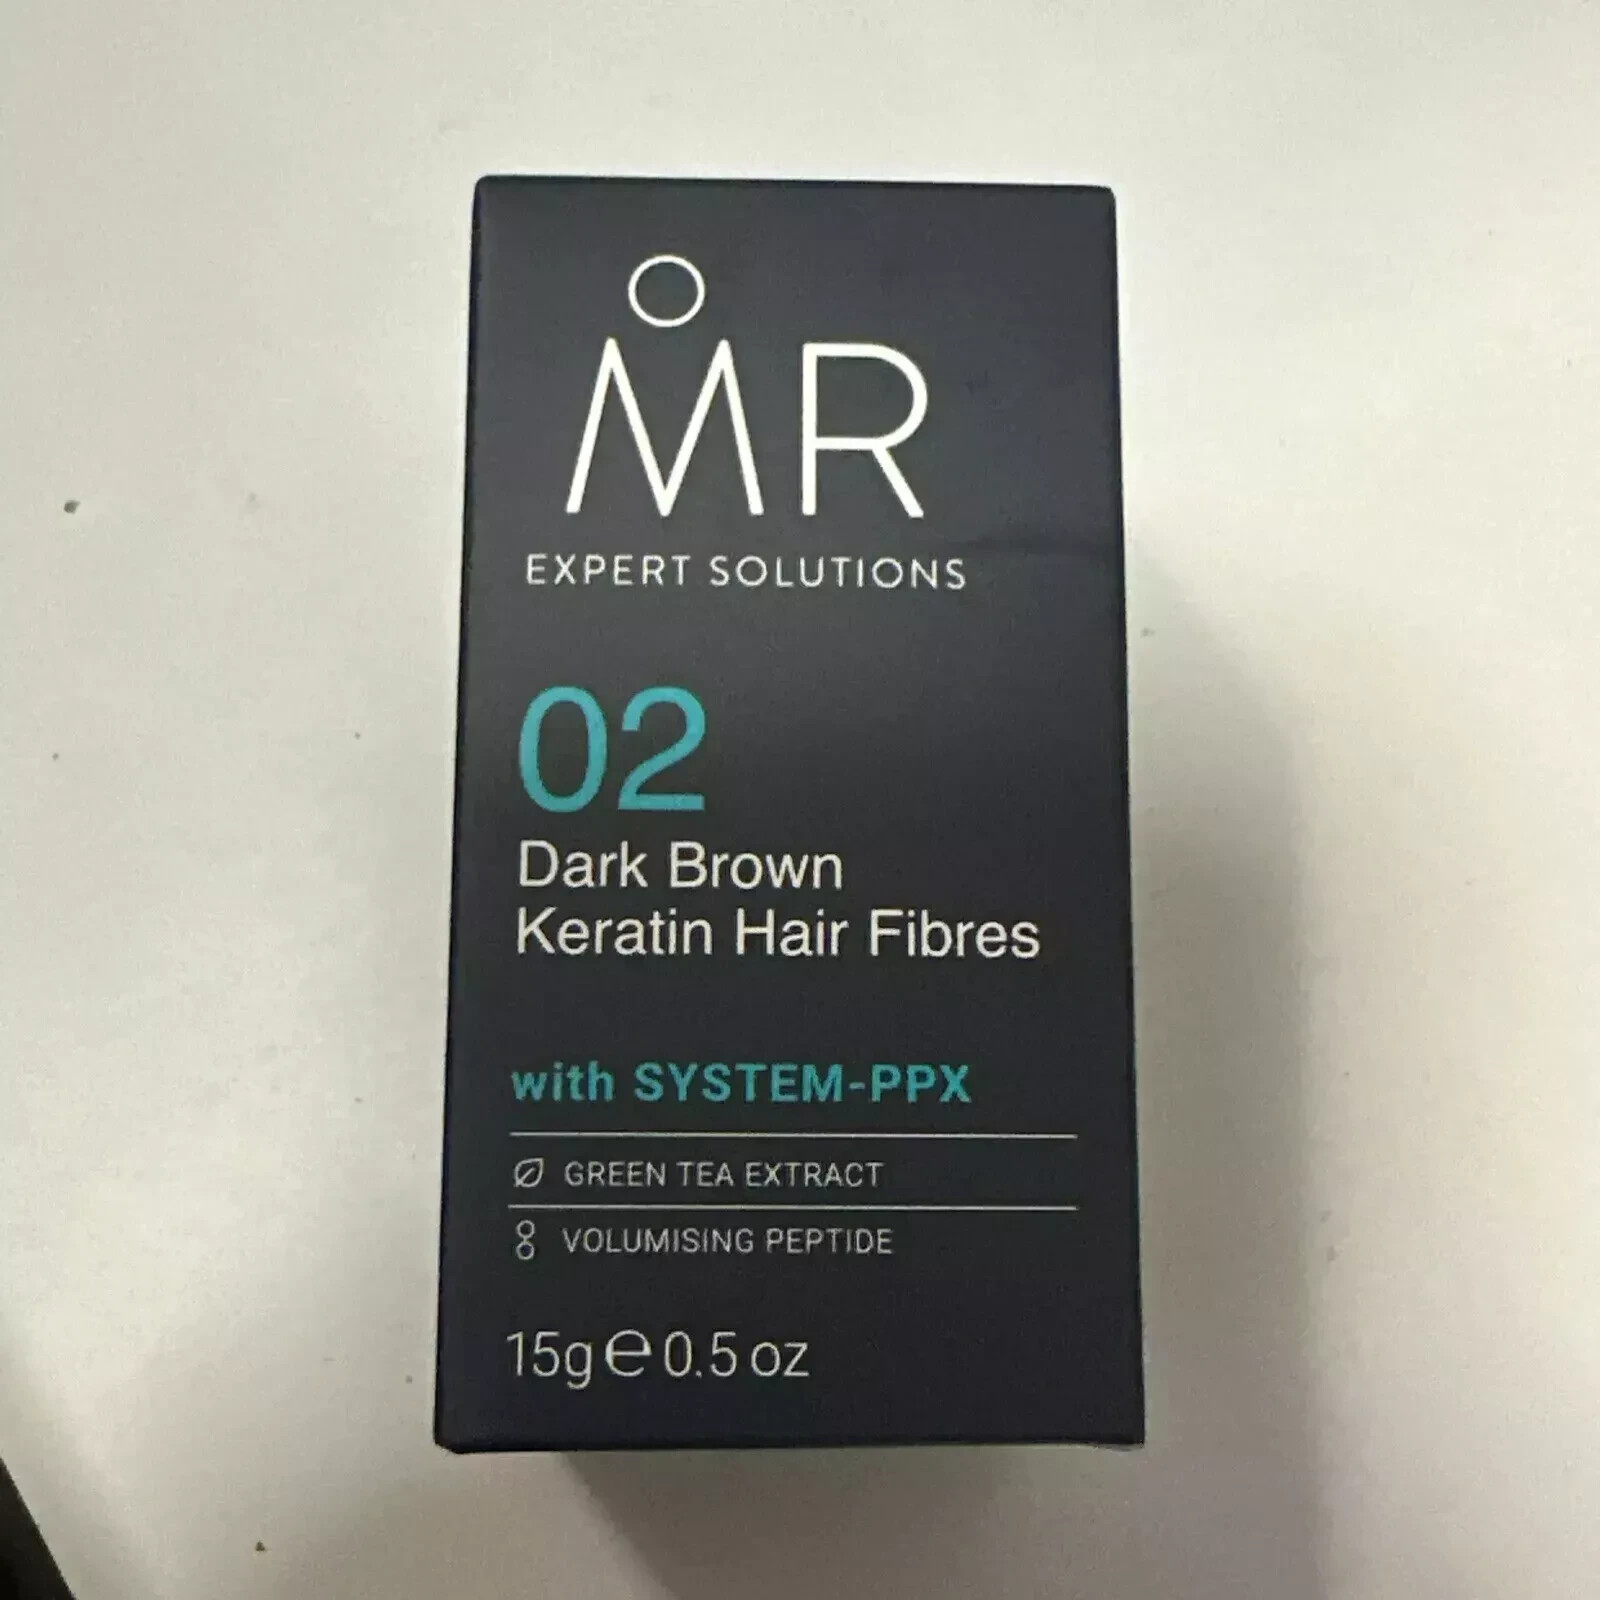 MR
EXPERT SOLUTIONS
02
Dark Brown
Keratin Hair Fibres
with SYSTEM-PPX
GREEN TEA EXTRACT
VOLUMISING PEPTIDE
15g e 0.5 oz